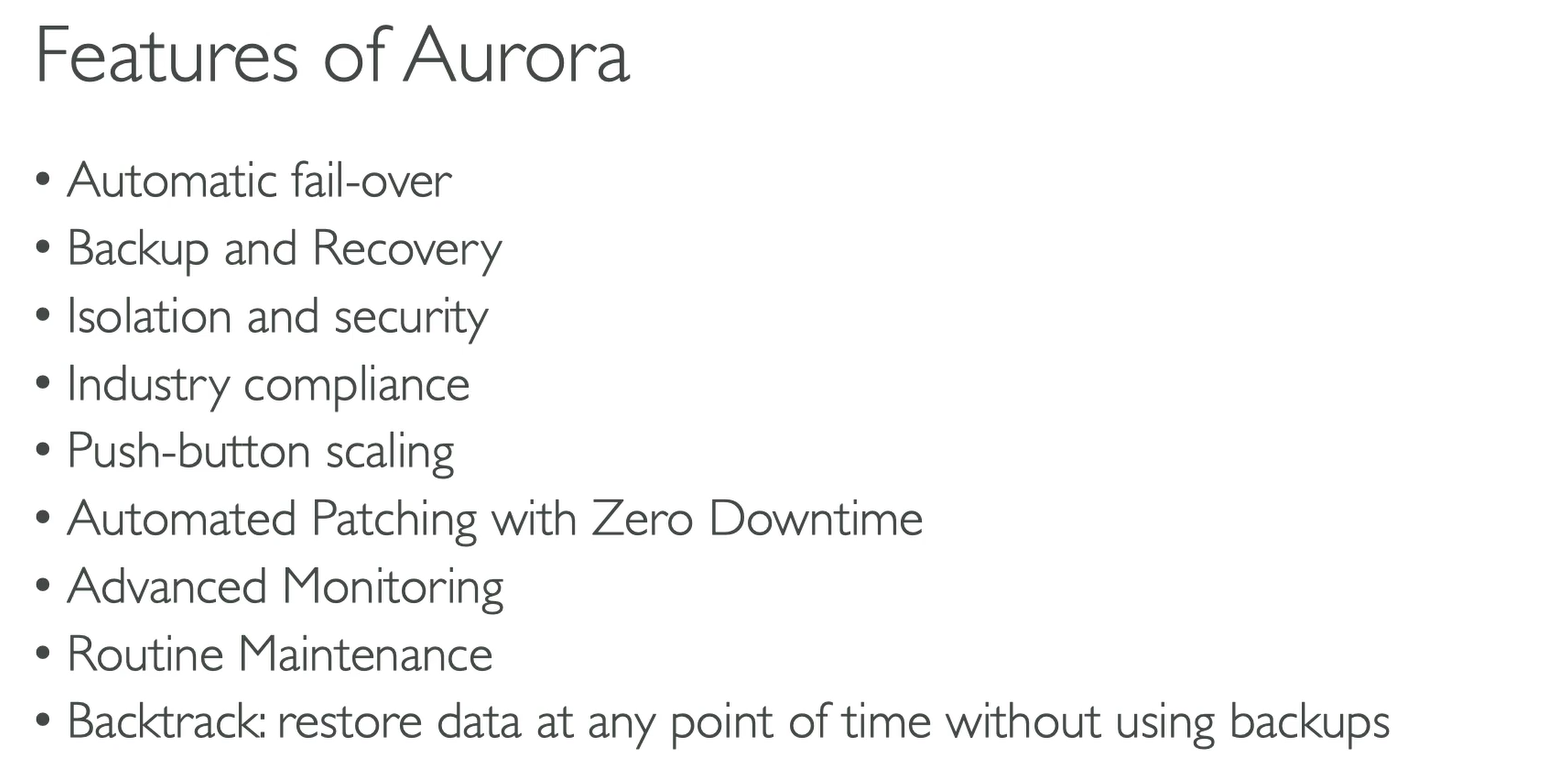 Features of Aurora
• Automatic fail-over
• Backup and Recovery
• Isolation and security
• Industry compliance
• Push-button scaling
• Automated Patching with Zero Downtime
• Advanced Monitoring
• Routine Maintenance
• Backtrack: restore data at any point of time without using backups